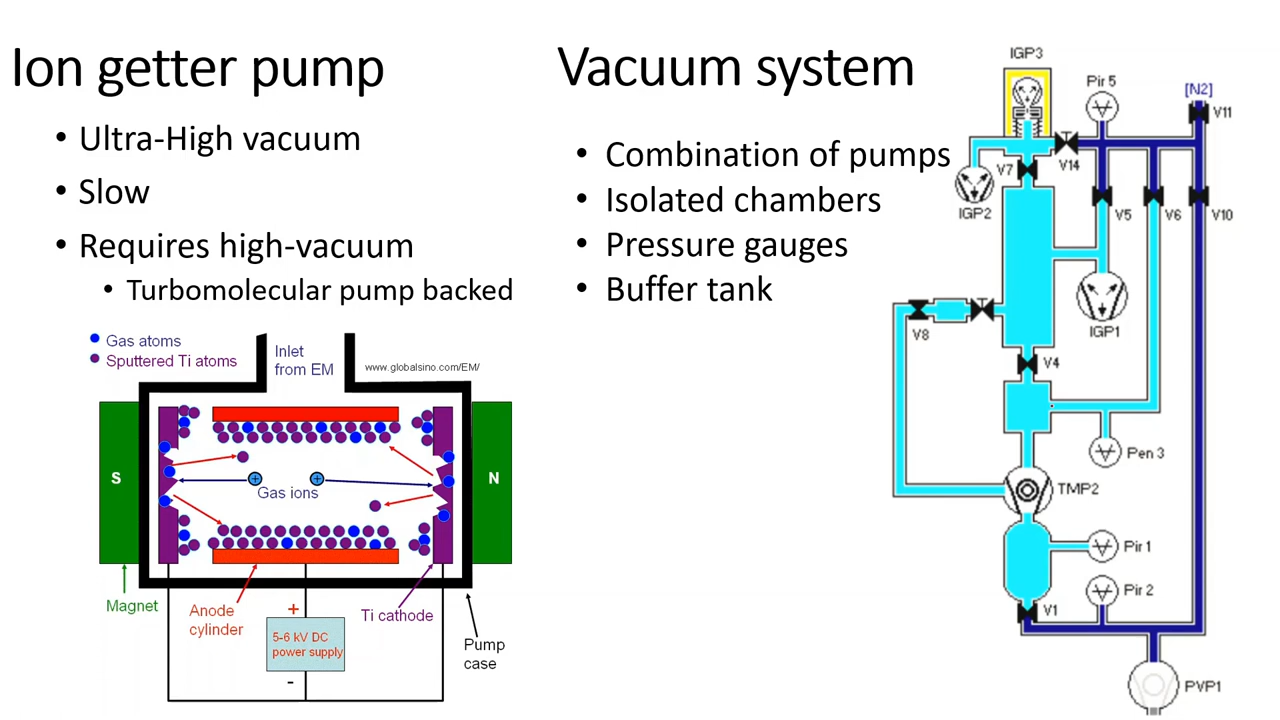 Ion getter pump
• Ultra-High vacuum
• Slow
• Requires high-vacuum
• Turbomolecular pump backed
Gas atoms
Sputtered Ti atoms
Inlet
from EM
www.globalsino.com/EM/
S
N
Gas ions
Magnet
Anode
cylinder
+
5-6 kV DC
power supply
-
Ti cathode
Pump
case
Vacuum system
• Combination of pumps
• Isolated chambers
• Pressure gauges
• Buffer tank
IGP3
Pir 5
[N2]
V11
V14
V7
IGP2
V5
V6
V10
IGP1
V8
V4
Pen 3
TMP2
Pir 1
Pir 2
V1
PVP1